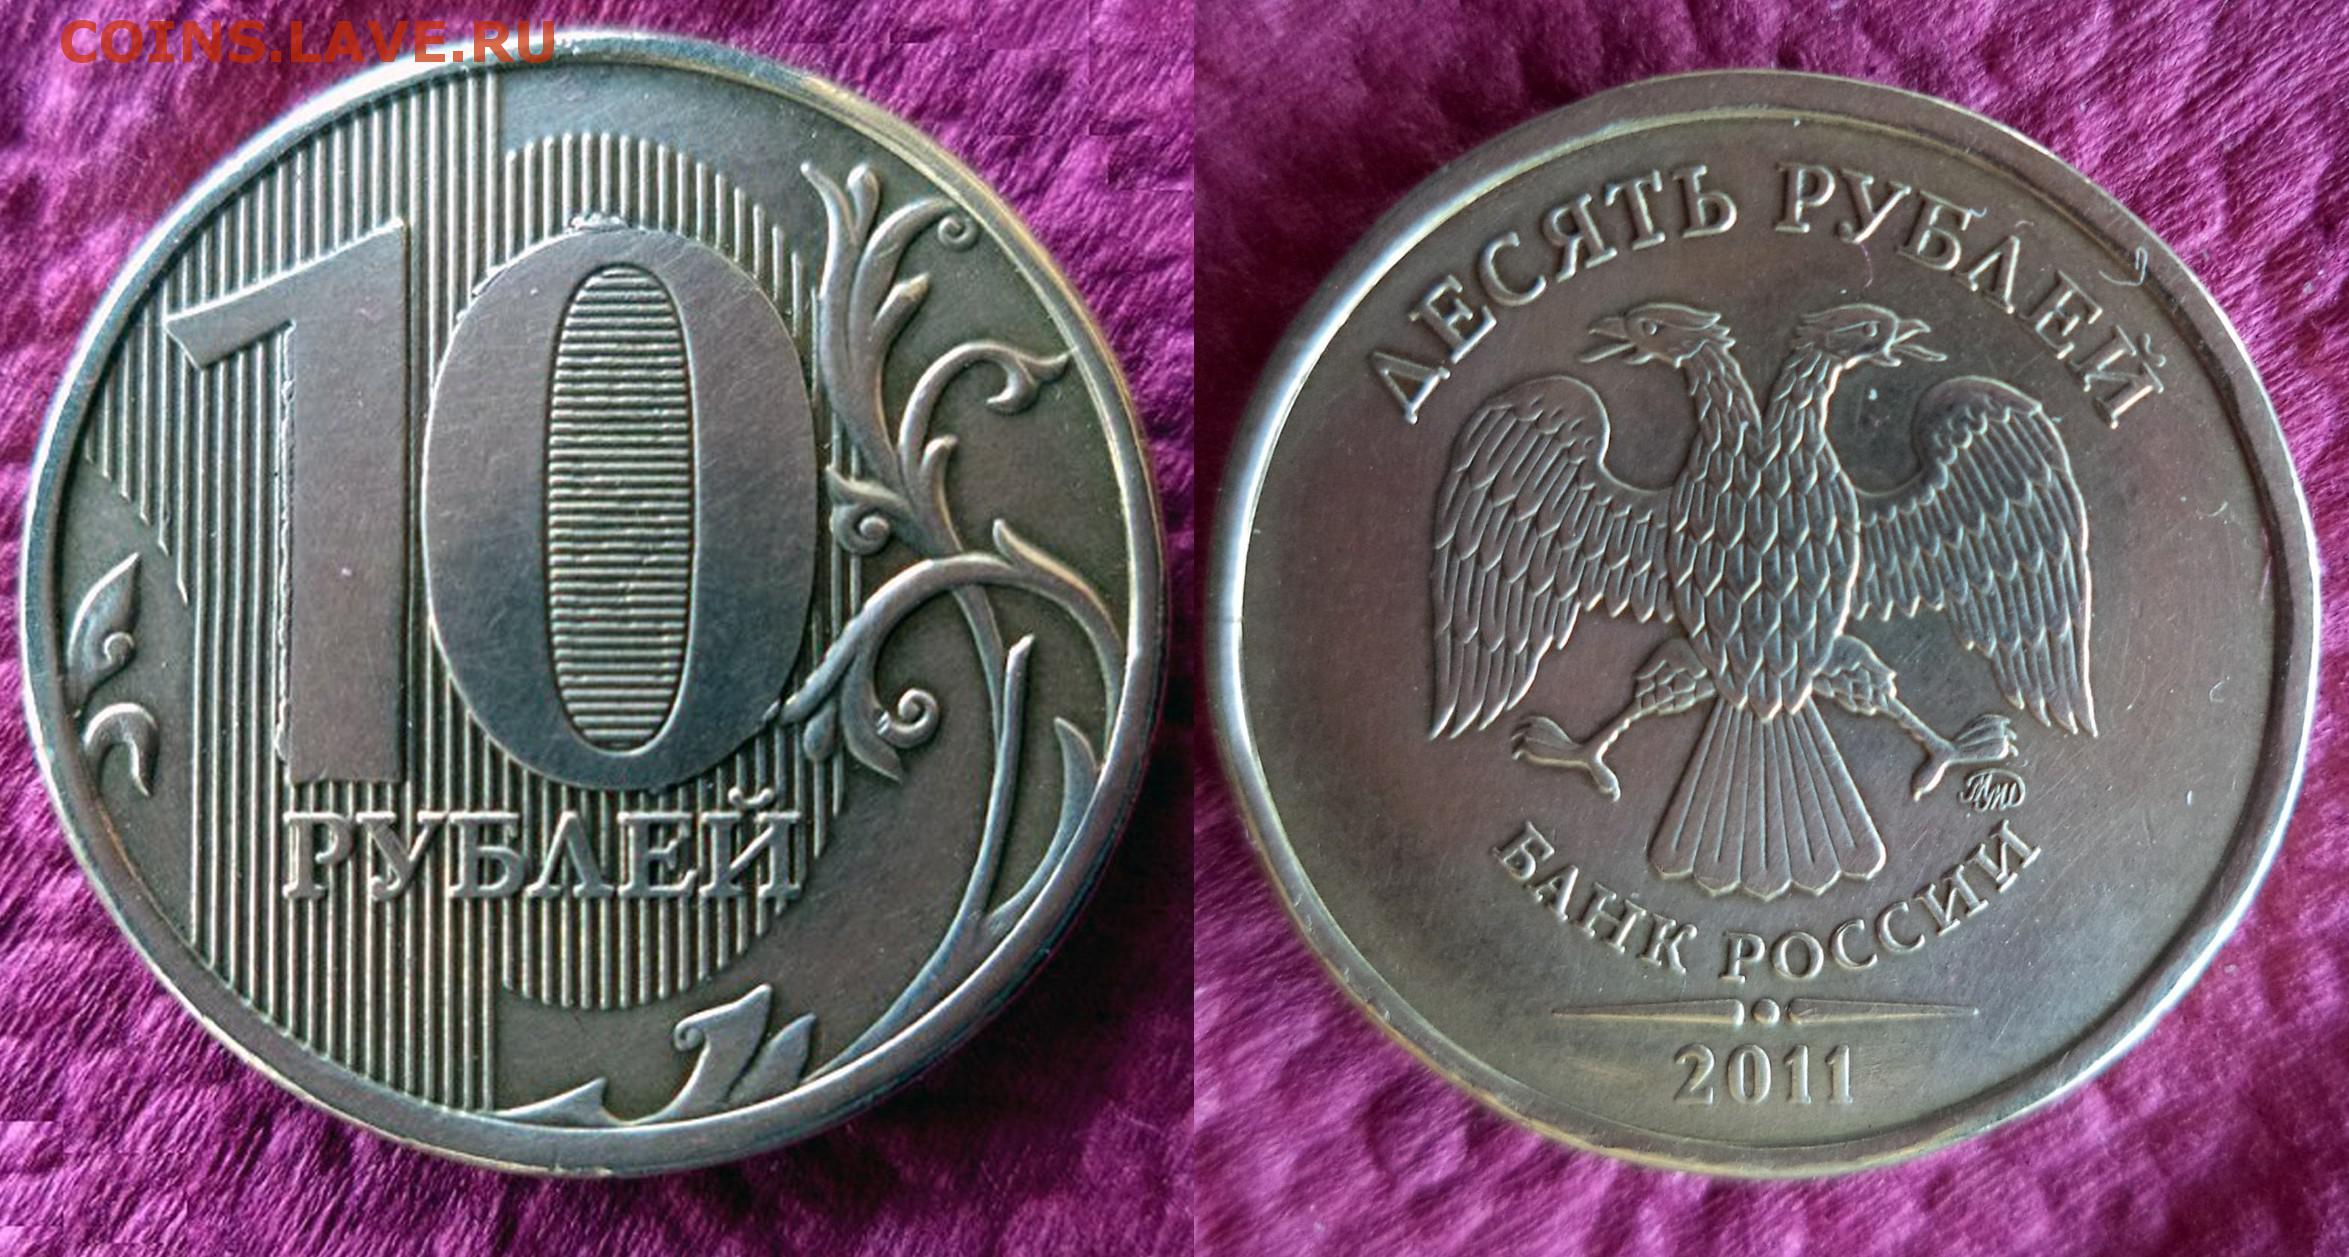 COINS.LAVE.RU
10
РУБЛЕЙ
ДЕСЯТЬ РУБЛЕЙ
ММД
БАНК РОССИИ
2011